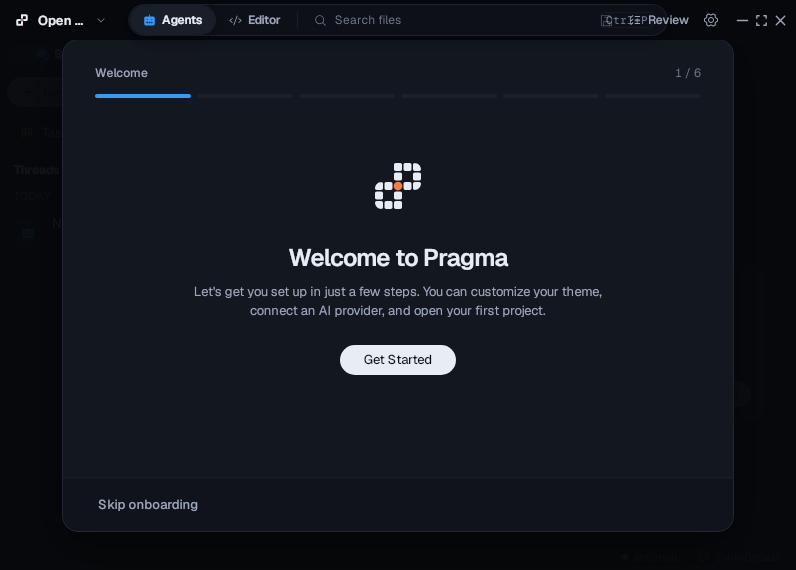 Open ...
Agents
Editor
Search files
Review
Welcome
1 / 6
Threads
TODAY
Welcome to Pragma
Let's get you set up in just a few steps. You can customize your theme,
connect an AI provider, and open your first project.
Get Started
Skip onboarding